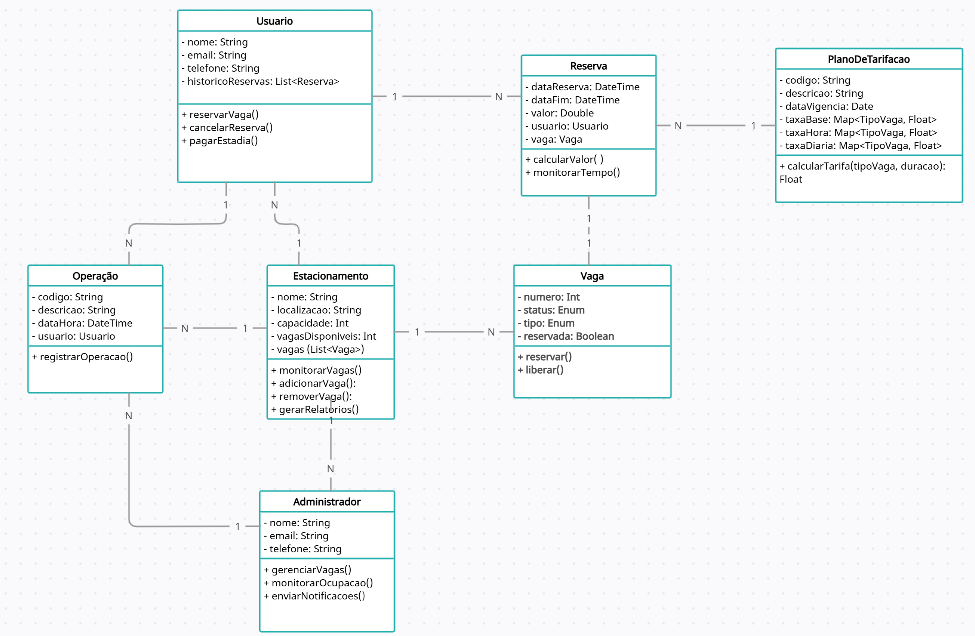 Usuario
- nome: String
- email: String
- telefone: String
- historicoReservas: List<Reserva>
+ reservarVaga()
+ cancelarReserva()
+ pagarEstadia()
1
N
Reserva
- dataReserva: DateTime
- dataFim: DateTime
- valor: Double
- usuario: Usuario
- vaga: Vaga
+ calcularValor( )
+ monitorarTempo()
N
1
PlanoDeTarifacao
- codigo: String
- descricao: String
- dataVigencia: Date
- taxaBase: Map<TipoVaga, Float>
- taxaHora: Map<TipoVaga, Float>
- taxaDiaria: Map<TipoVaga, Float>
+ calcularTarifa(tipoVaga, duracao):
Float
1
N
N
1
1
1
Operação
- codigo: String
- descricao: String
- dataHora: DateTime
- usuario: Usuario
+ registrarOperacao()
N
1
Estacionamento
- nome: String
- localizacao: String
- capacidade: Int
- vagasDisponiveis: Int
- vagas (List<Vaga>)
+ monitorarVagas()
+ adicionarVaga():
+ removerVaga():
+ gerarRelatorios()
1
N
Vaga
- numero: Int
- status: Enum
- tipo: Enum
- reservada: Boolean
+ reservar()
+ liberar()
N
1
1
N
Administrador
- nome: String
- email: String
- telefone: String
+ gerenciarVagas()
+ monitorarOcupacao()
+ enviarNotificacoes()